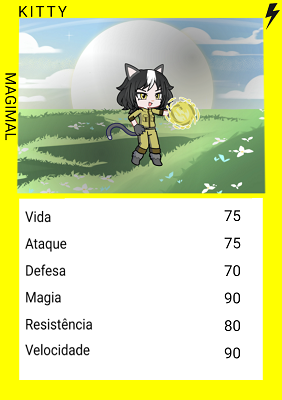 KITTY
MAGIMAL
Vida 75
Ataque 75
Defesa 70
Magia 90
Resistência 80
Velocidade 90